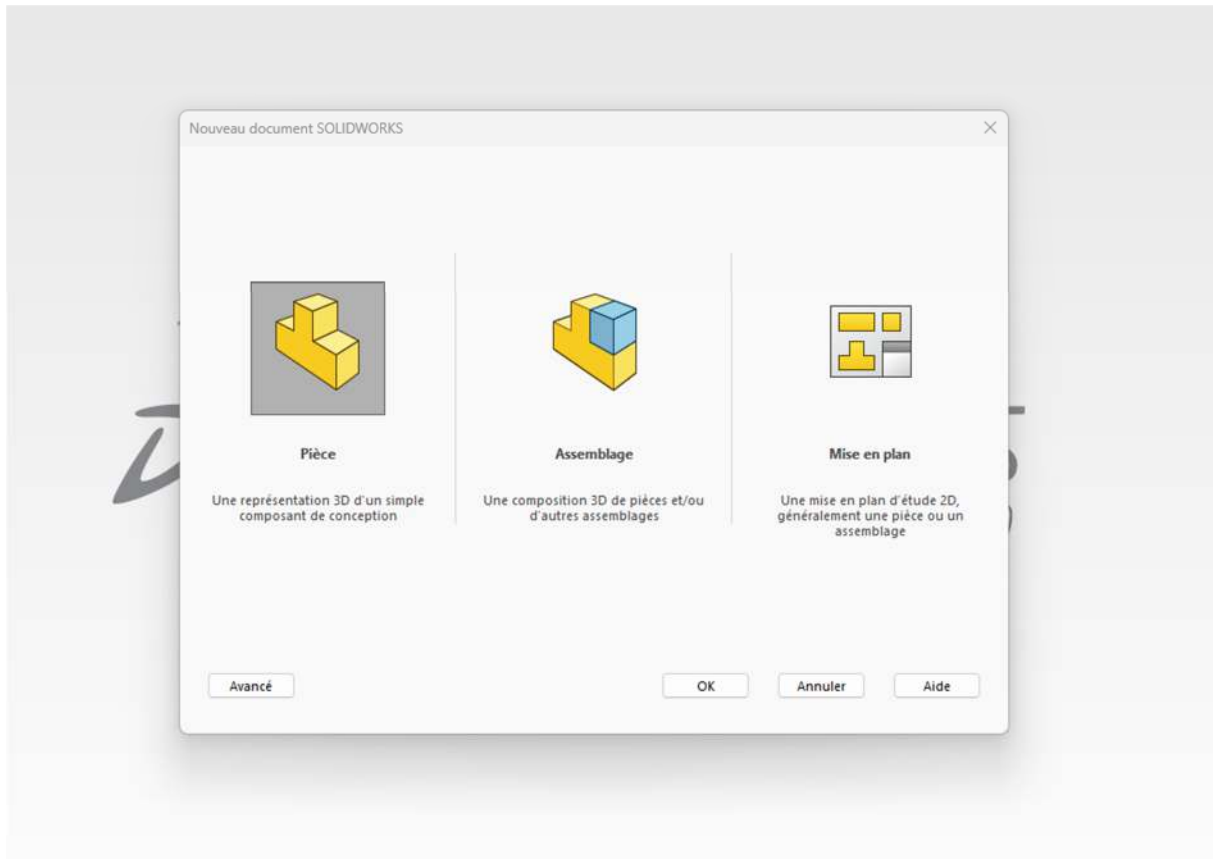 Nouveau document SOLIDWORKS
Pièce
Une représentation 3D d'un simple
composant de conception
Assemblage
Une composition 3D de pièces et/ou
d'autres assemblages
Mise en plan
Une mise en plan d'étude 2D,
généralement une pièce ou un
assemblage
Avancé
OK
Annuler
Aide